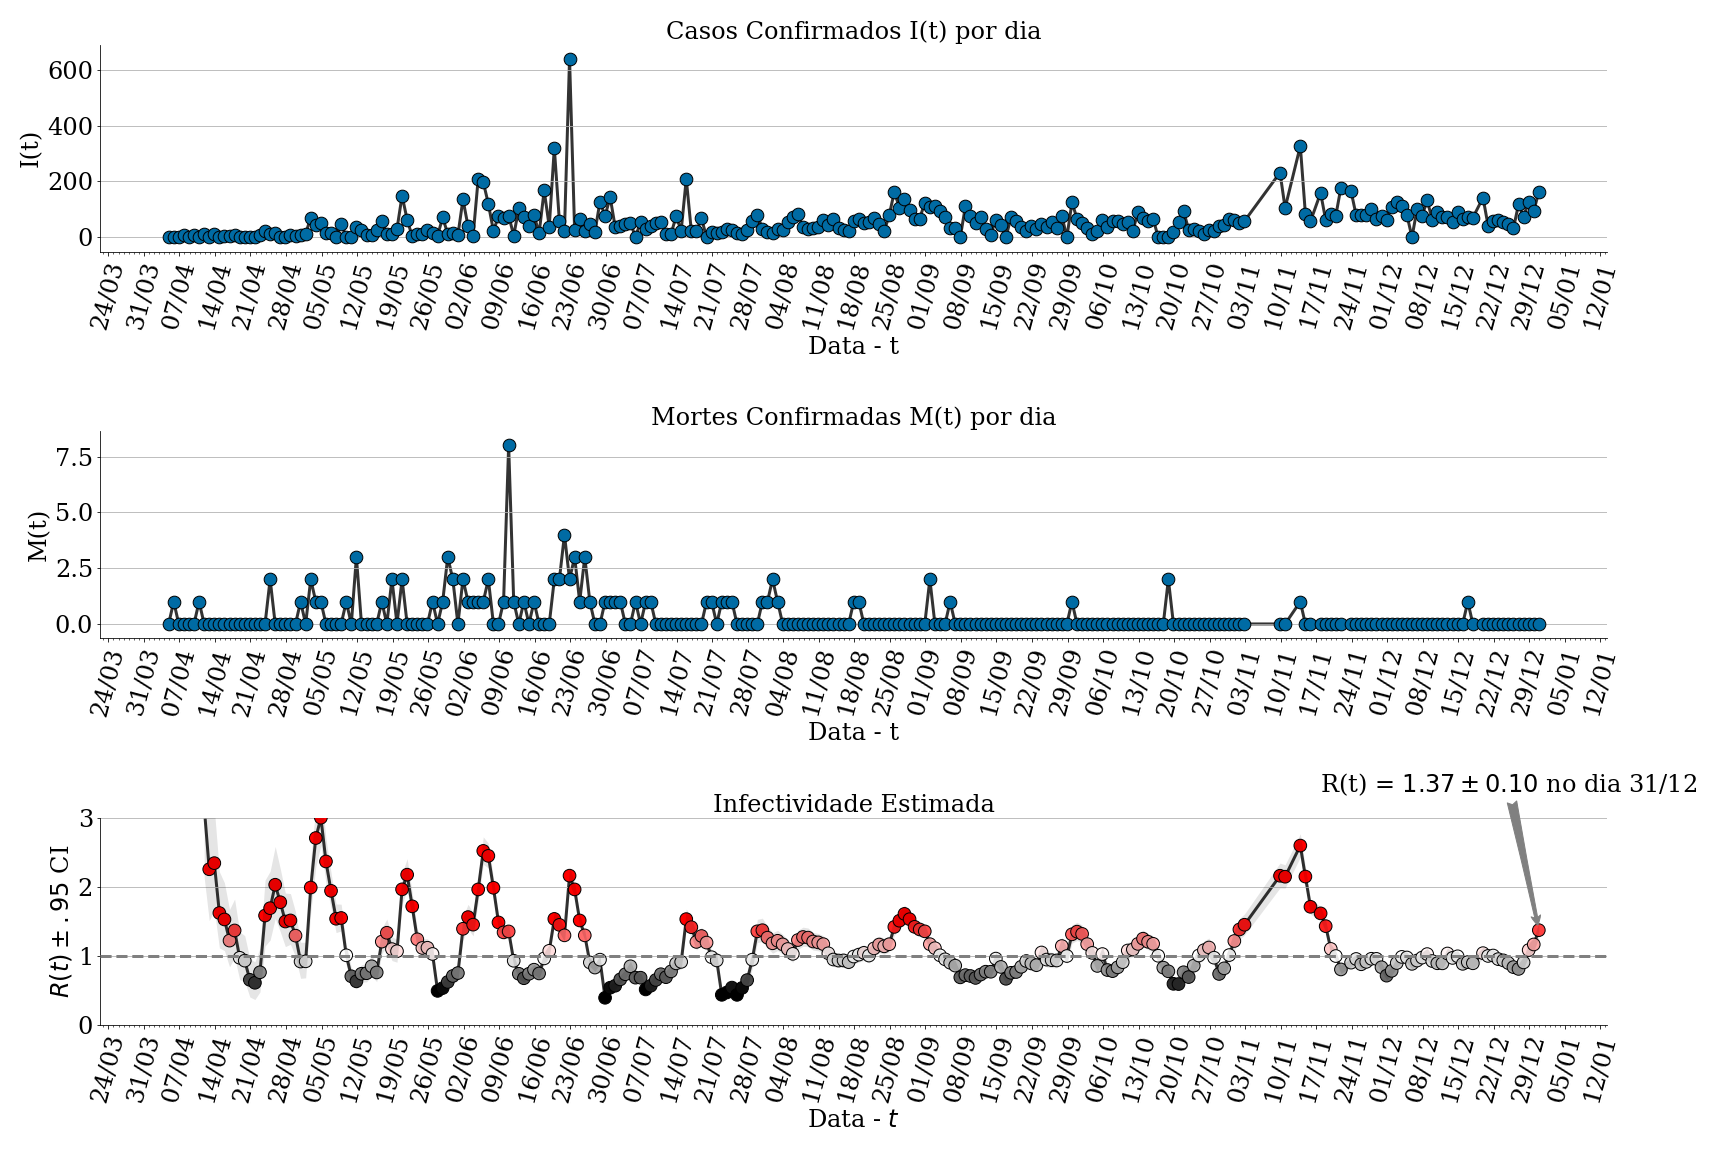 Casos Confirmados I(t) por dia
600
400
200
0
I(t)
24/03 31/03 07/04 14/04 21/04 28/04 05/05 12/05 19/05 26/05 02/06 09/06 16/06 23/06 30/06 07/07 14/07 21/07 28/07 04/08 11/08 18/08 25/08 01/09 08/09 15/09 22/09 29/09 06/10 13/10 20/10 27/10 03/11 10/11 17/11 24/11 01/12 08/12 15/12 22/12 29/12 05/01 12/01
Data - t
Mortes Confirmadas M(t) por dia
7.5
5.0
2.5
0.0
M(t)
24/03 31/03 07/04 14/04 21/04 28/04 05/05 12/05 19/05 26/05 02/06 09/06 16/06 23/06 30/06 07/07 14/07 21/07 28/07 04/08 11/08 18/08 25/08 01/09 08/09 15/09 22/09 29/09 06/10 13/10 20/10 27/10 03/11 10/11 17/11 24/11 01/12 08/12 15/12 22/12 29/12 05/01 12/01
Data - t
R(t) = 1.37 ± 0.10 no dia 31/12
Infectividade Estimada
3
2
1
0
R(t) ± .95 CI
24/03 31/03 07/04 14/04 21/04 28/04 05/05 12/05 19/05 26/05 02/06 09/06 16/06 23/06 30/06 07/07 14/07 21/07 28/07 04/08 11/08 18/08 25/08 01/09 08/09 15/09 22/09 29/09 06/10 13/10 20/10 27/10 03/11 10/11 17/11 24/11 01/12 08/12 15/12 22/12 29/12 05/01 12/01
Data - t